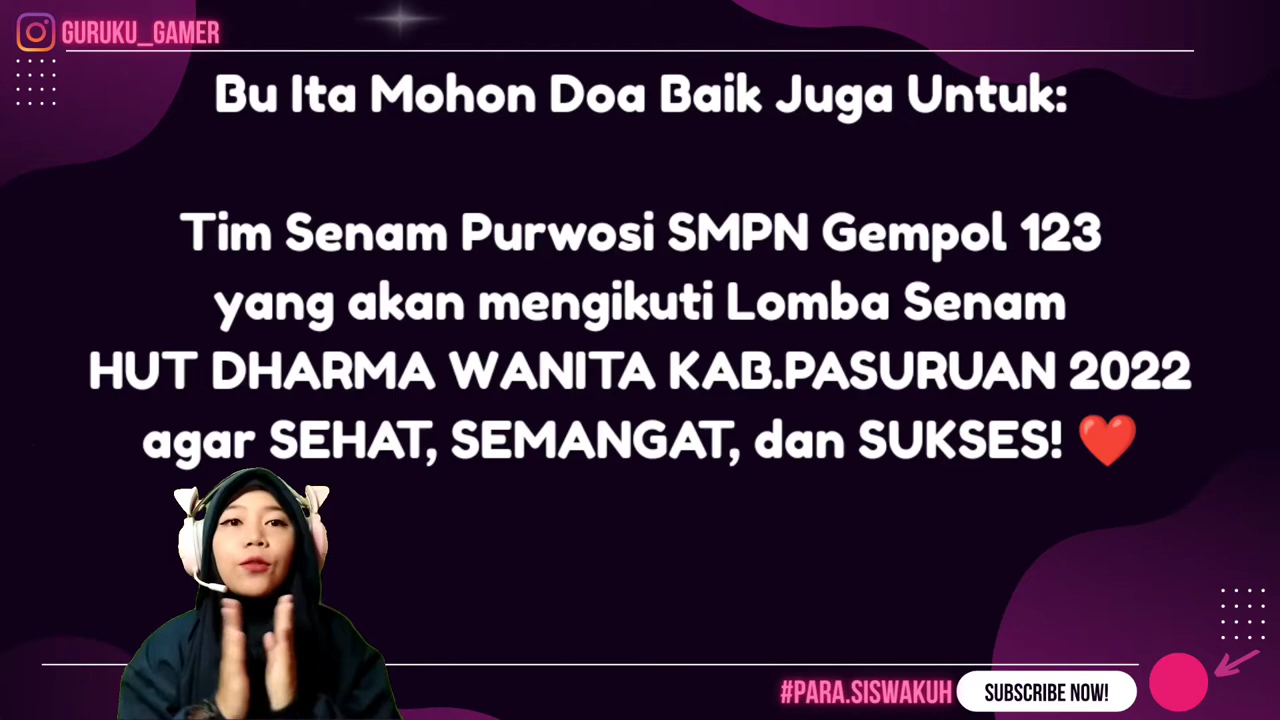 GURUKU_GAMER
Bu Ita Mohon Doa Baik Juga Untuk:
Tim Senam Purwosi SMPN Gempol 123
yang akan mengikuti Lomba Senam
HUT DHARMA WANITA KAB.PASURUAN 2022
agar SEHAT, SEMANGAT, dan SUKSES! ❤️
#PARA.SISWAKUH
SUBSCRIBE NOW!